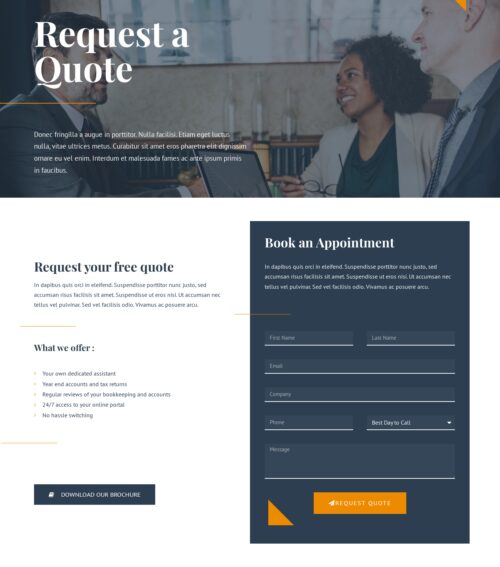 Request a
Quote
Donec fringilla a augue in porttitor. Nulla facilisi. Etiam eget luctus
nulla, vitae ultrices metus. Curabitur sit amet eros pharetra elit dignissim
ornare eu vel enim. Interdum et malesuada fames ac ante ipsum primis
in faucibus.
Request your free quote
In dapibus quis orci in eleifend. Suspendisse porttitor nunc justo, sed
accumsan risus facilisis sit amet. Suspendisse ut eros nisi. Ut accumsan, nec
tellus vel pulvinar. Sed vel facilisis odio. Vivamus ac posuere arcu.
What we offer :
Your own dedicated assistant
Year end accounts and tax returns
Regular reviews of your bookkeeping and accounts
24/7 access to your online portal
No hassle switching
DOWNLOAD OUR BROCHURE
Book an Appointment
In dapibus quis orci in eleifend. Suspendisse porttitor nunc justo, sed
accumsan risus facilisis sit amet. Suspendisse ut eros nisi. Ut accumsan, nec
tellus vel pulvinar. Sed vel facilisis odio. Vivamus ac posuere arcu.
First Name
Last Name
Email
Company
Phone
Best Day to Call
Message
REQUEST QUOTE